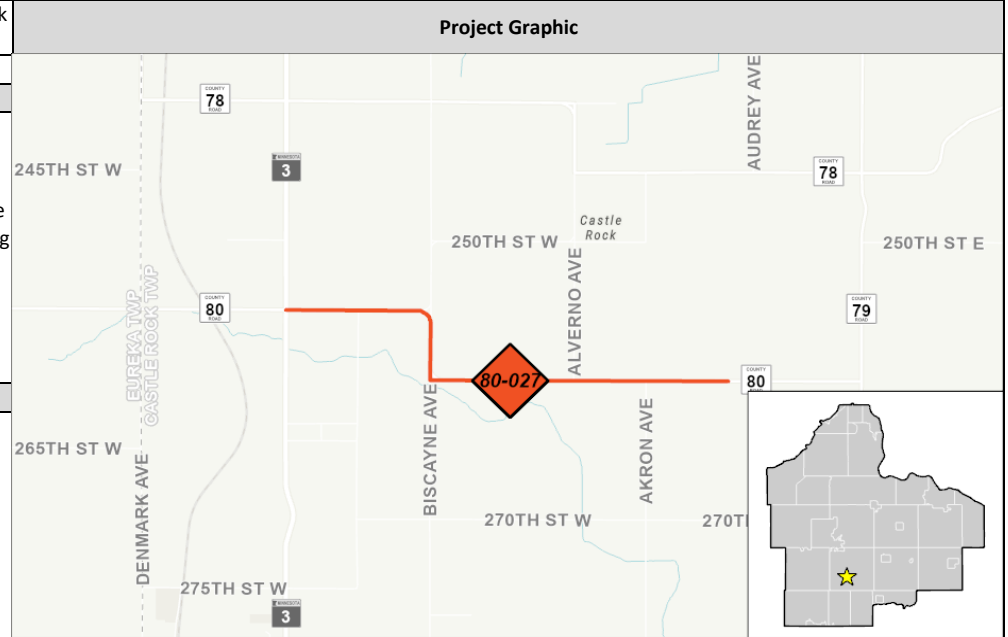 k
Project Graphic
e
g
COUNTY
78
ROAD
AUDREY AVE
MINNESOTA
3
245TH ST W
COUNTY
78
ROAD
Castle
Rock
250TH ST W
250TH ST E
ALVERNO AVE
EUREKA TWP
CASTLE ROCK TWP
COUNTY
80
ROAD
COUNTY
79
ROAD
80-027
COUNTY
80
BISCAYNE AVE
AKRON AVE
265TH ST W
DENMARK AVE
270TH ST W
270T
275TH ST W
MINNESOTA
3